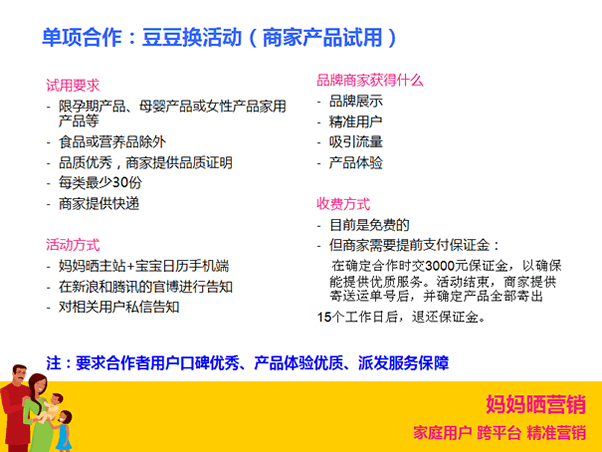 单项合作：豆豆换活动（商家产品试用）
试用要求
- 限孕期产品、母婴产品或女性产品家用
产品等
- 食品或营养品除外
- 品质优秀，商家提供品质证明
- 每类最少30份
- 商家提供快递
活动方式
- 妈妈晒主站+宝宝日历手机端
- 在新浪和腾讯的官博进行告知
- 对相关用户私信告知
品牌商家获得什么
- 品牌展示
- 精准用户
- 吸引流量
- 产品体验
收费方式
- 目前是免费的
- 但商家需要提前支付保证金：
在确定合作时交3000元保证金，以确保
能提供优质服务。活动结束，商家提供
寄送运单号后，并确定产品全部寄出
15个工作日后，退还保证金。
注：要求合作者用户口碑优秀、产品体验优质、派发服务保障
妈妈晒营销
家庭用户 跨平台 精准营销